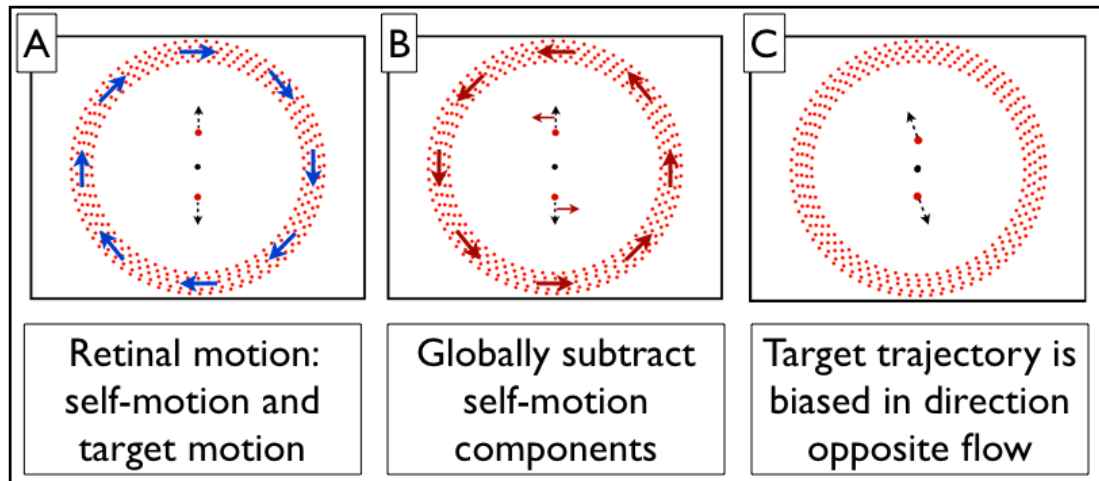 A
B
C
Retinal motion:
self-motion and
target motion
Globally subtract
self-motion
components
Target trajectory is
biased in direction
opposite flow